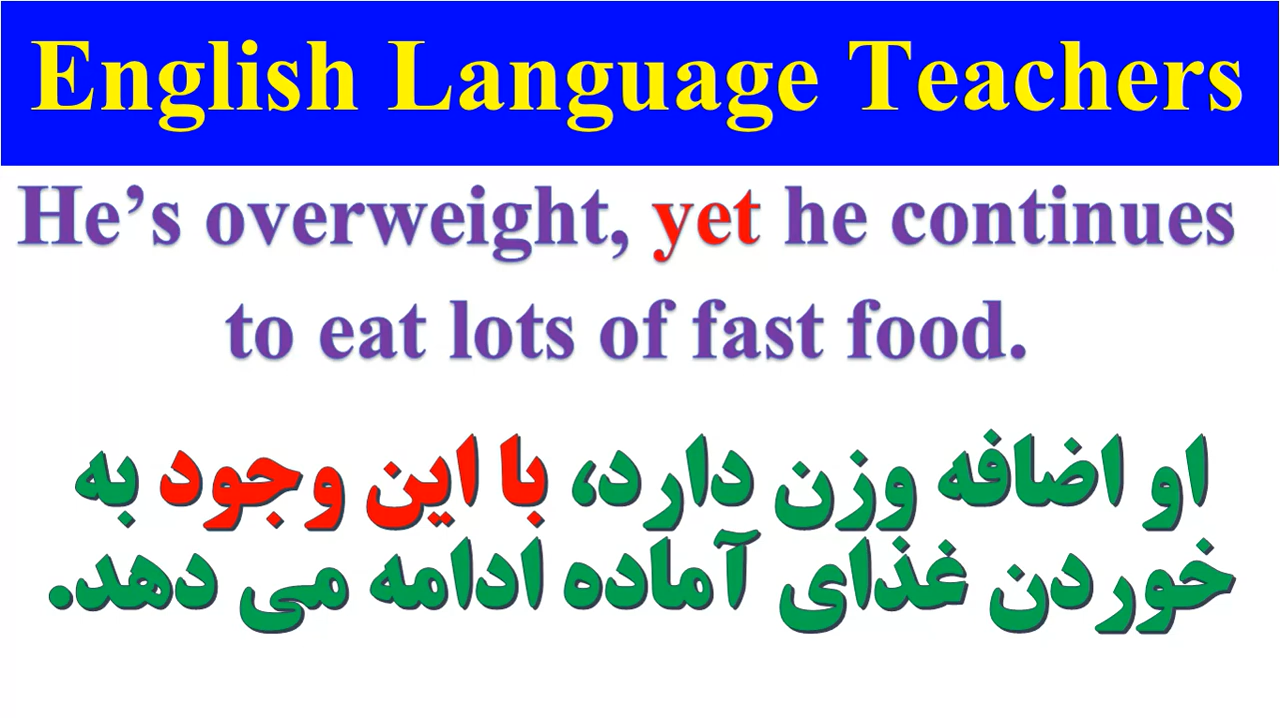 English Language Teachers
He’s overweight, yet he continues
to eat lots of fast food.
او اضافه وزن دارد، با این وجود به
خوردن غذای آماده ادامه می دهد.